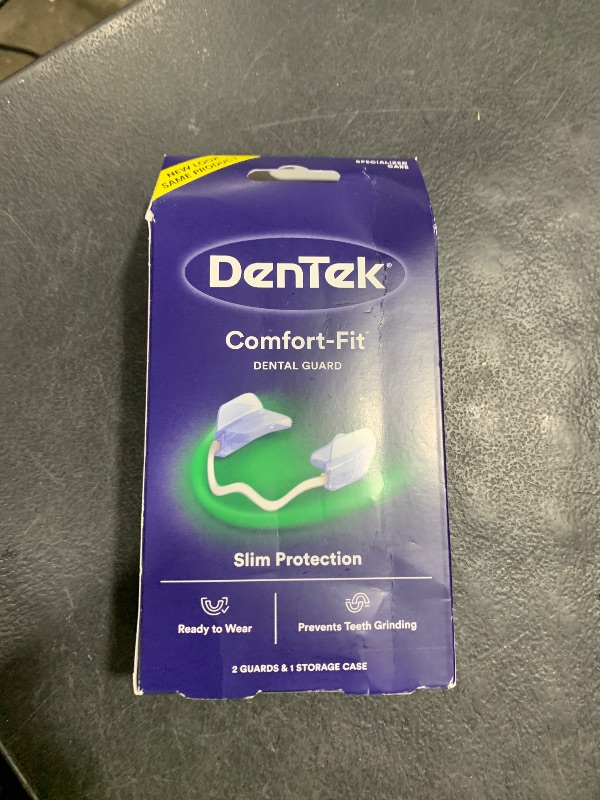 NEW LOOK
SAME PRODUCT
SPECIALIZED
CARE
DenTek®
Comfort-Fit™
DENTAL GUARD
Slim Protection
Ready to Wear
Prevents Teeth Grinding
2 GUARDS & 1 STORAGE CASE